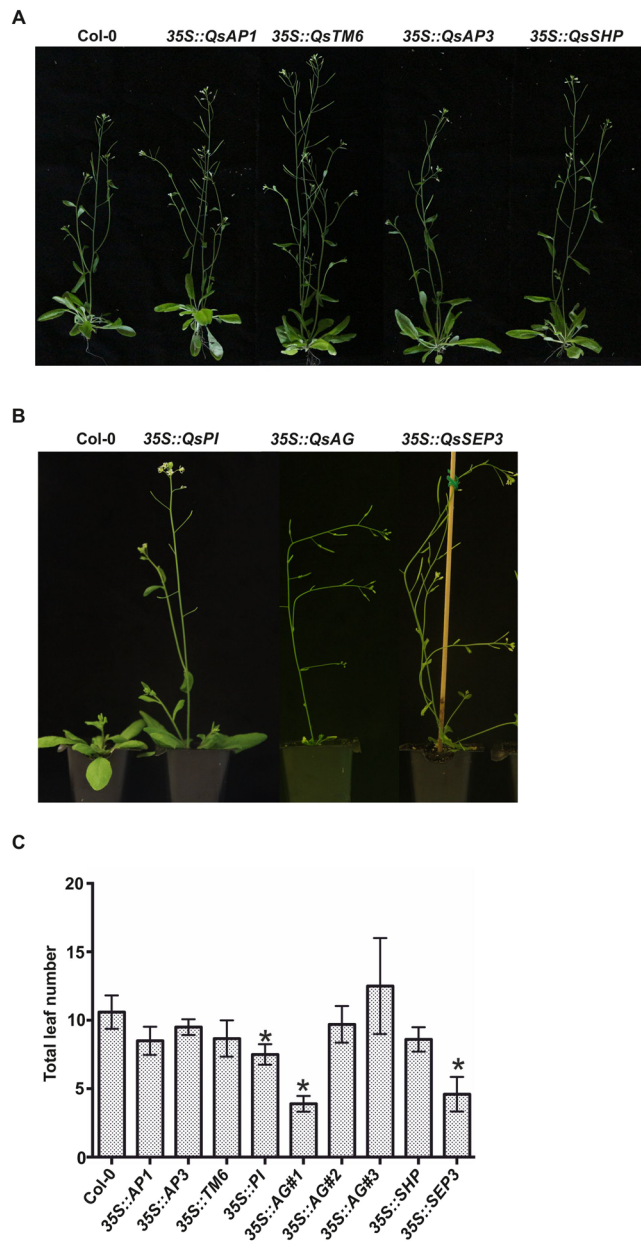 A
Col-0 35S::QsAP1 35S::QsTM6 35S::QsAP3 35S::QsSHP
B
Col-0 35S::QsPI 35S::QsAG 35S::QsSEP3
C
20
15
10
5
0
Total leaf number
* * *
Col-0 35S::AP1 35S::AP3 35S::TM6 35S::PI 35S::AG#1 35S::AG#2 35S::AG#3 35S::SHP 35S::SEP3